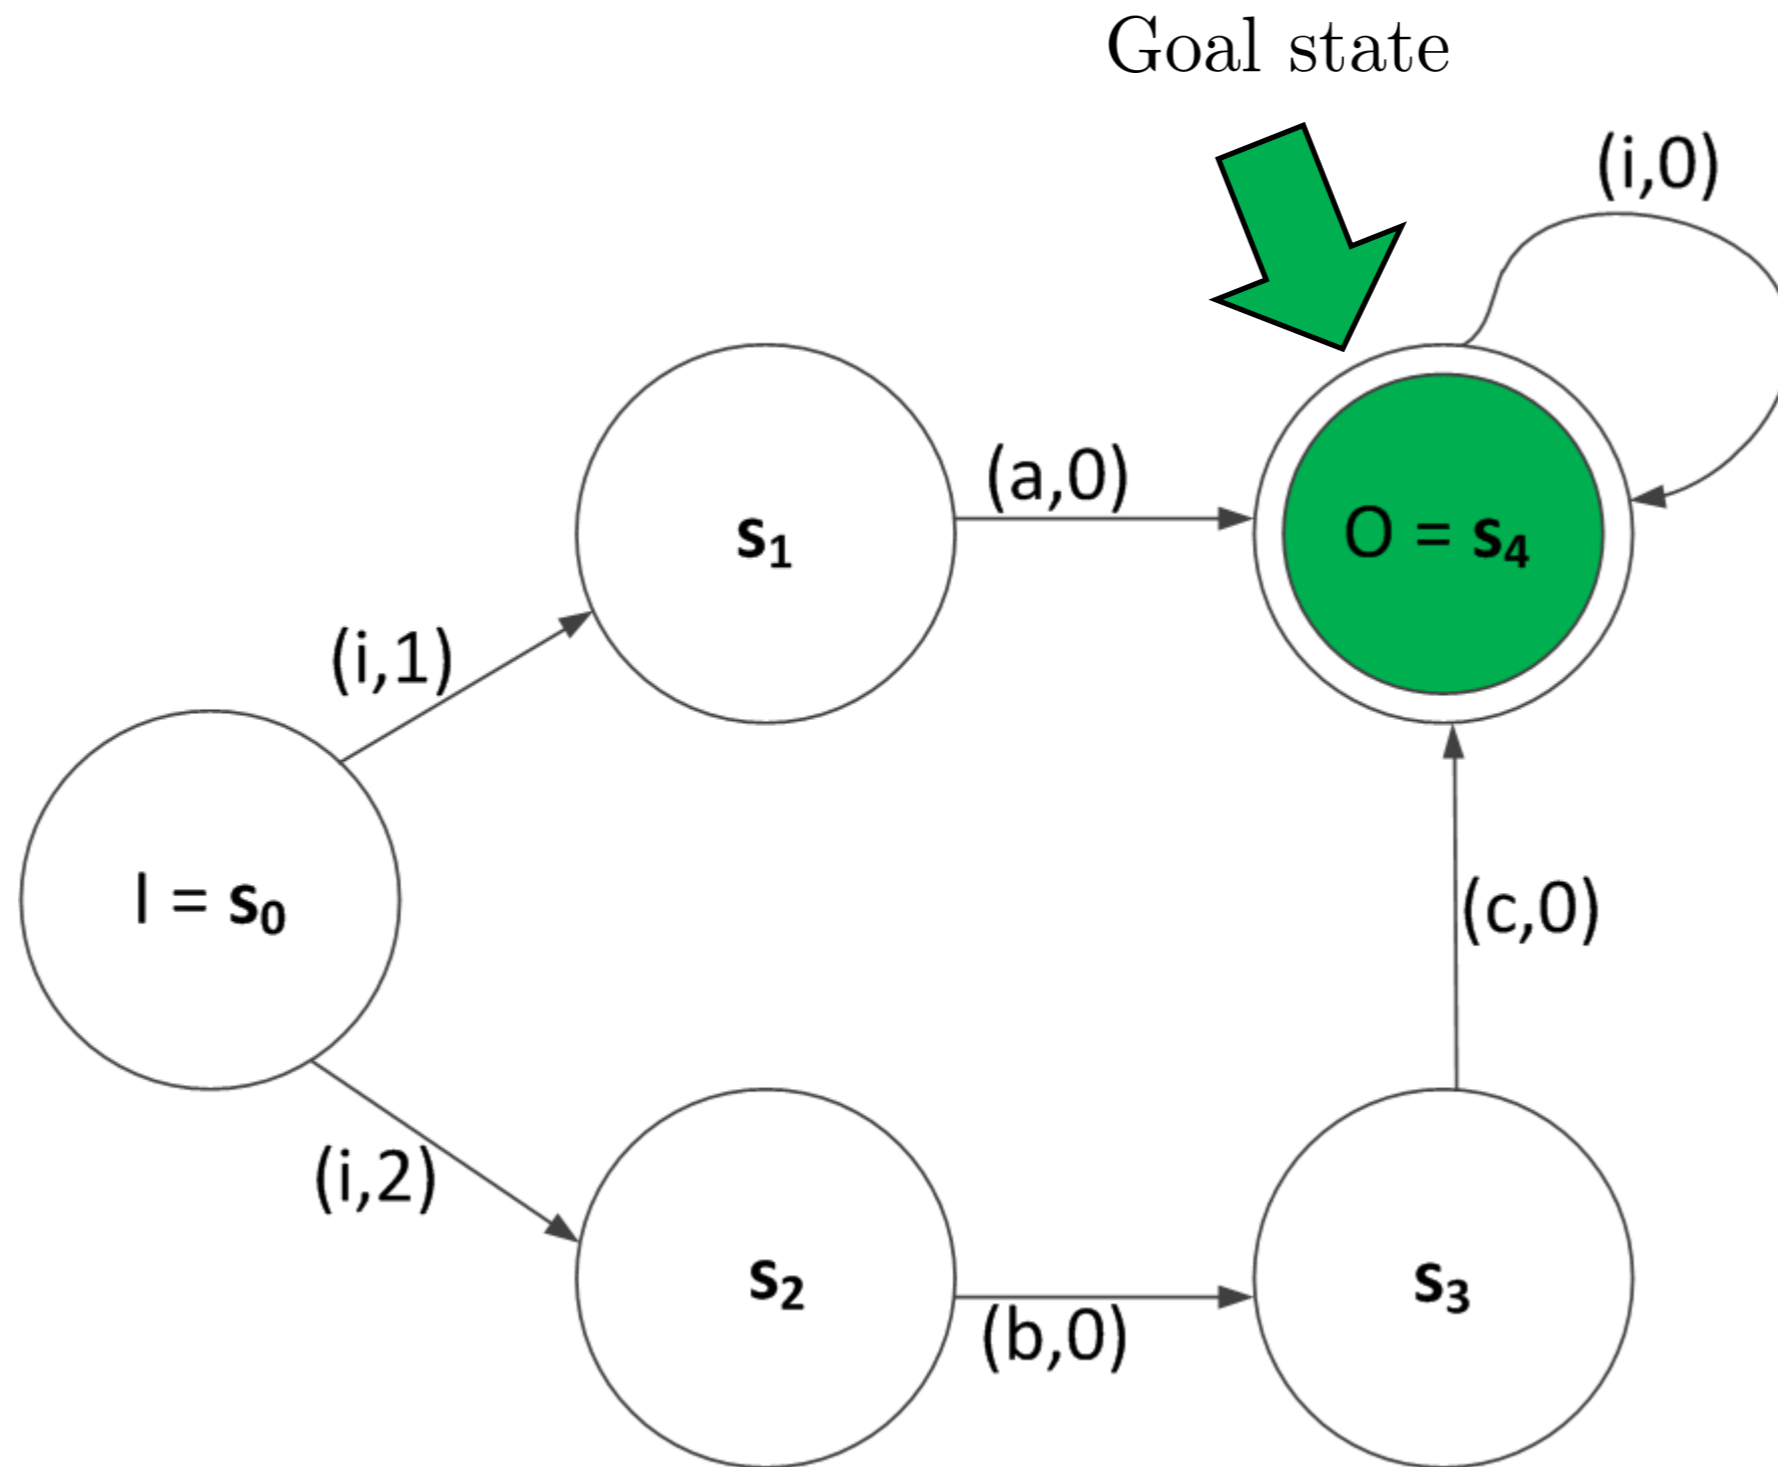 Goal state
(i,0)
(a,0)
s₁
O = s₄
(i,1)
I = s₀
(c,0)
(i,2)
s₂
s₃
(b,0)